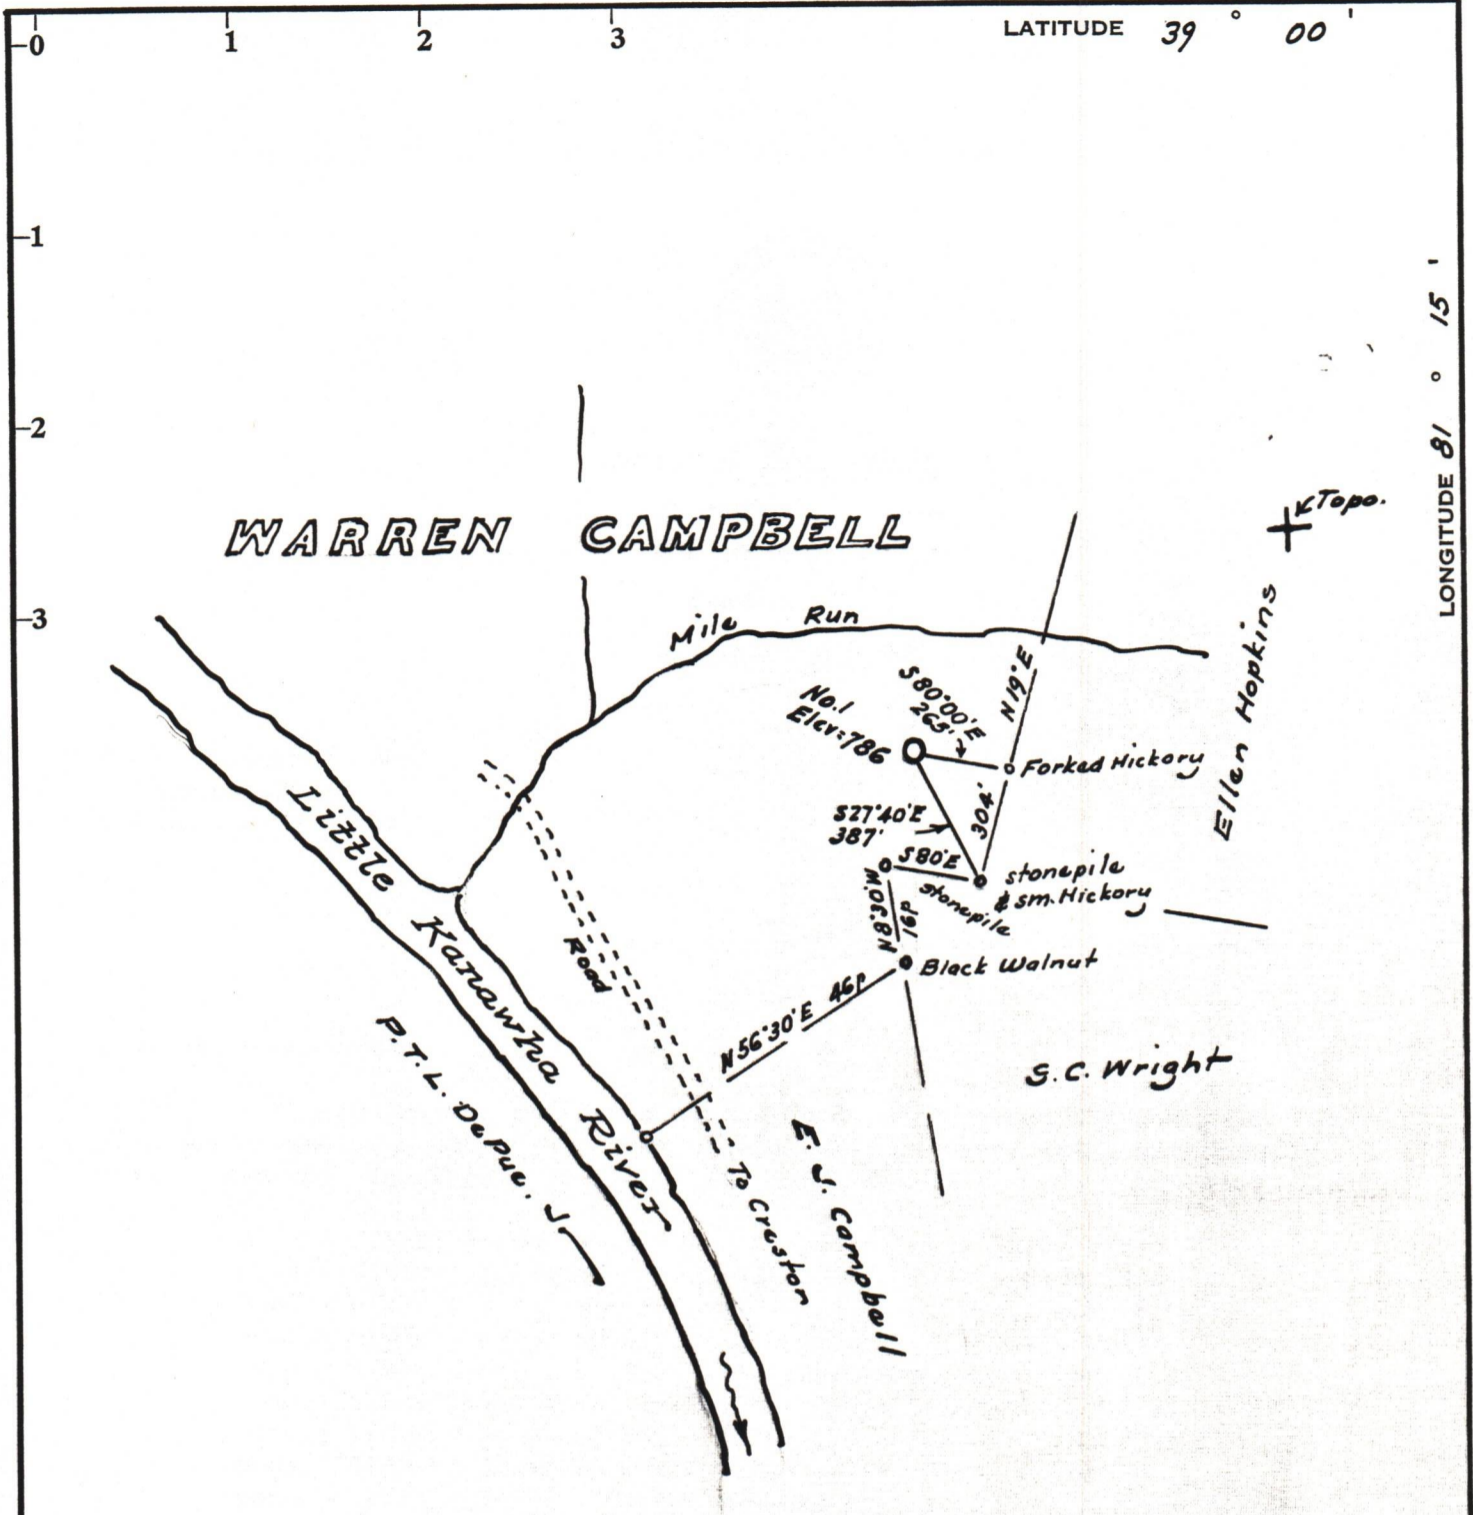 0 1 2 3 LATITUDE 39 ° 00 '
-0
-1
-2
-3
LONGITUDE 81 ° 15 '
Topo.
WARREN CAMPBELL
Mile Run
Ellen Hopkins
No.1
Elev=786
S80°00'E
265'
N19°E
Forked Hickory
304'
S27°40'E
387'
S80°E
stonepile
stonepile
& sm. Hickory
N8°30'W
16p
Black Walnut
N56°30'E 46p
Little Kanawha River
Road
To Creston
P.T.L. DePue. Jr
E. J. Campbell
S.C. Wright